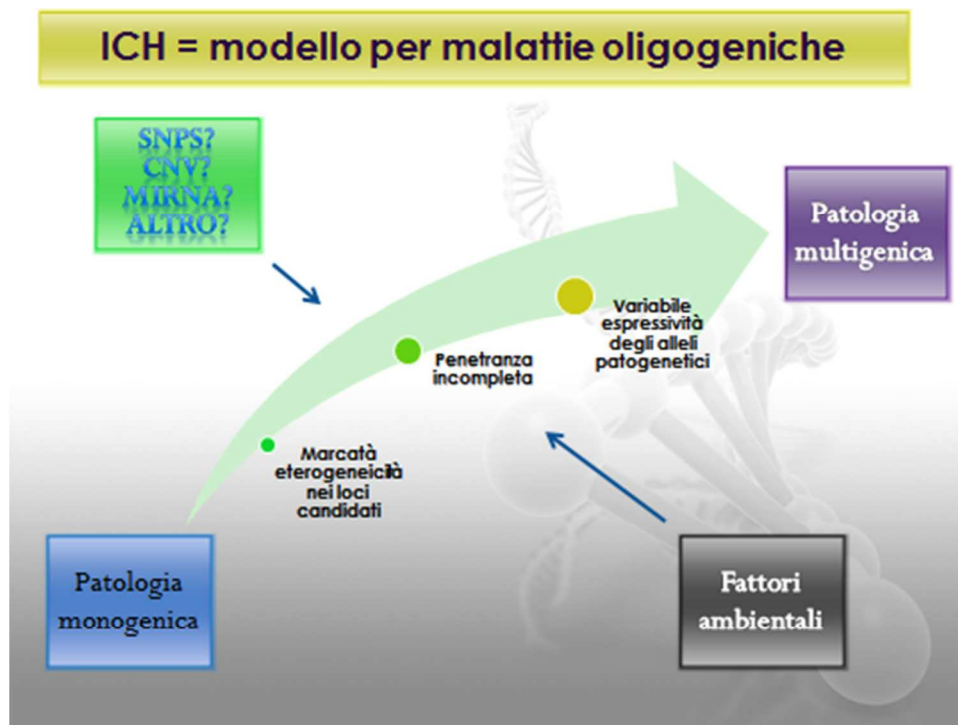 ICH = modello per malattie oligogeniche
SNPS?
CNV?
MIRNA?
ALTRO?
Patologia
multigenica
Variabile
espressività
degli alleli
patogenetici
Penetranza
incompleta
Marcatà
eterogeneicità
nei loci
candidati
Patologia
monogenica
Fattori
ambientali